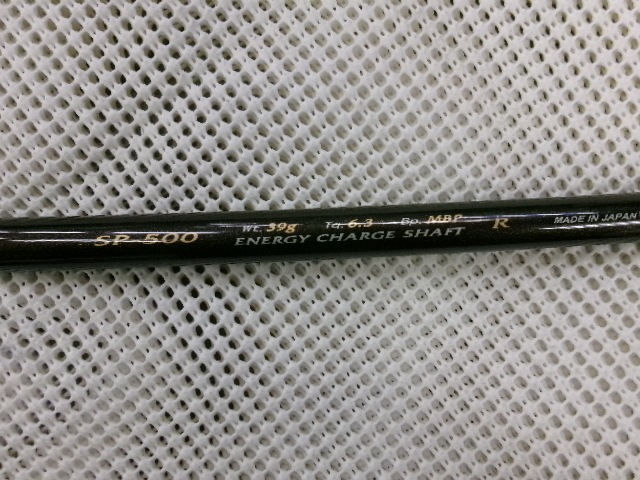 Wt. 39g Tq. 6.3 Bp. MBP
SP-500 ENERGY CHARGE SHAFT R MADE IN JAPAN